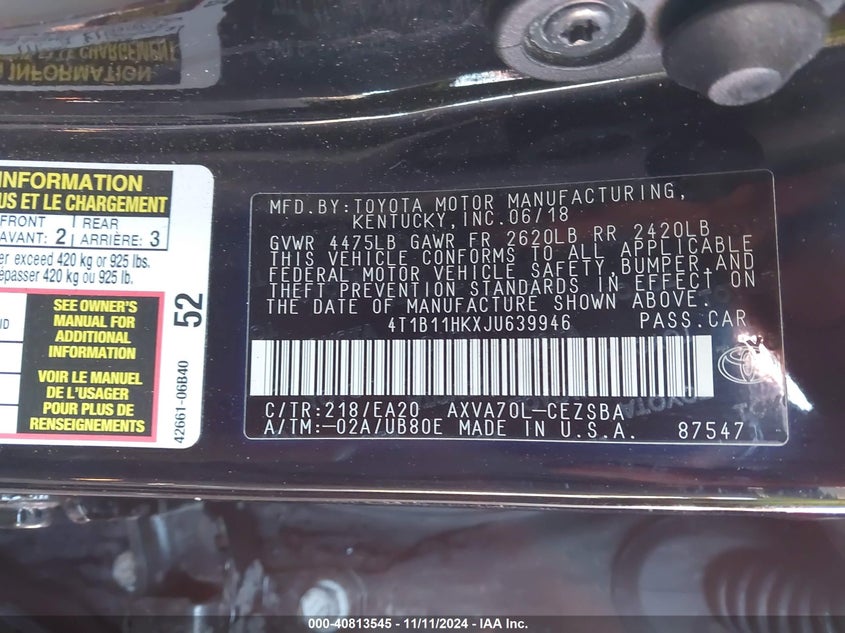 CHARGEMENT
INFORMATION
INFORMATION
US ET LE CHARGEMENT
FRONT
AVANT: 2
REAR
ARRIÈRE: 3
er exceed 420 kg or 925 lbs.
épasser 420 kg ou 925 lb.
SEE OWNER'S
MANUAL FOR
ADDITIONAL
INFORMATION
VOIR LE MANUEL
DE L'USAGER
POUR PLUS DE
RENSEIGNEMENTS
52
42661-06B40
MFD.BY:TOYOTA MOTOR MANUFACTURING,
KENTUCKY,INC.06/18
GVWR 4475LB GAWR FR 2620LB RR 2420LB
THIS VEHICLE CONFORMS TO ALL APPLICABLE
FEDERAL MOTOR VEHICLE SAFETY,BUMPER,AND
THEFT PREVENTION STANDARDS IN EFFECT ON
THE DATE OF MANUFACTURE SHOWN ABOVE.
4T1B11HKXJU639946 PASS.CAR
C/TR:218/EA20 AXVA70L-CEZSBA
A/TM:-02A/UB80E MADE IN U.S.A. 87547
000-40813545 - 11/11/2024 - IAA Inc.